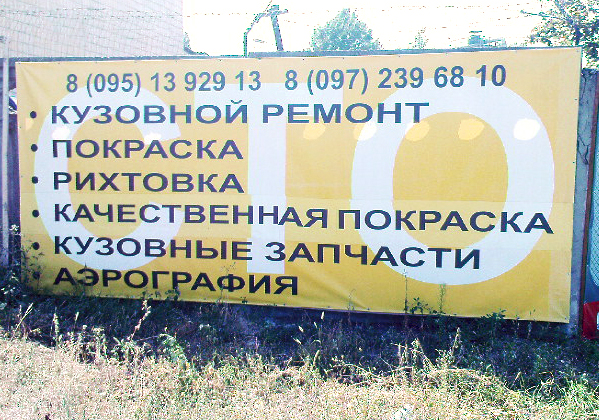 сто
8 (095) 13 929 13 8 (097) 239 68 10
• КУЗОВНОЙ РЕМОНТ
• ПОКРАСКА
• РИХТОВКА
• КАЧЕСТВЕННАЯ ПОКРАСКА
• КУЗОВНЫЕ ЗАПЧАСТИ
• АЭРОГРАФИЯ